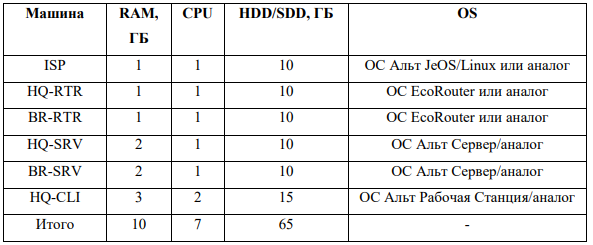 Машина RAM, ГБ CPU HDD/SDD, ГБ OS
ISP 1 1 10 ОС Альт JeOS/Linux или аналог
HQ-RTR 1 1 10 ОС EcoRouter или аналог
BR-RTR 1 1 10 ОС EcoRouter или аналог
HQ-SRV 2 1 10 ОС Альт Сервер/аналог
BR-SRV 2 1 10 ОС Альт Сервер/аналог
HQ-CLI 3 2 15 ОС Альт Рабочая Станция/аналог
Итого 10 7 65 -